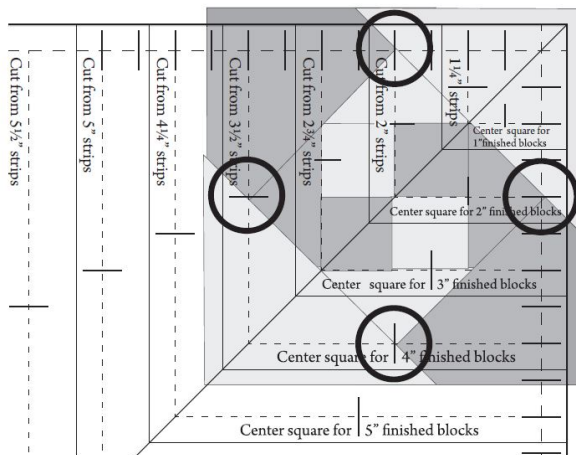 Cut from 5½” strips
Cut from 5” strips
Cut from 4¼” strips
Cut from 3½” strips
Cut from 2¾” strips
Cut from 2” strips
1¼” strips
Center square for
1”finished blocks
Center square for 2” finished blocks
Center square for 3” finished blocks
Center square for 4” finished blocks
Center square for 5” finished blocks